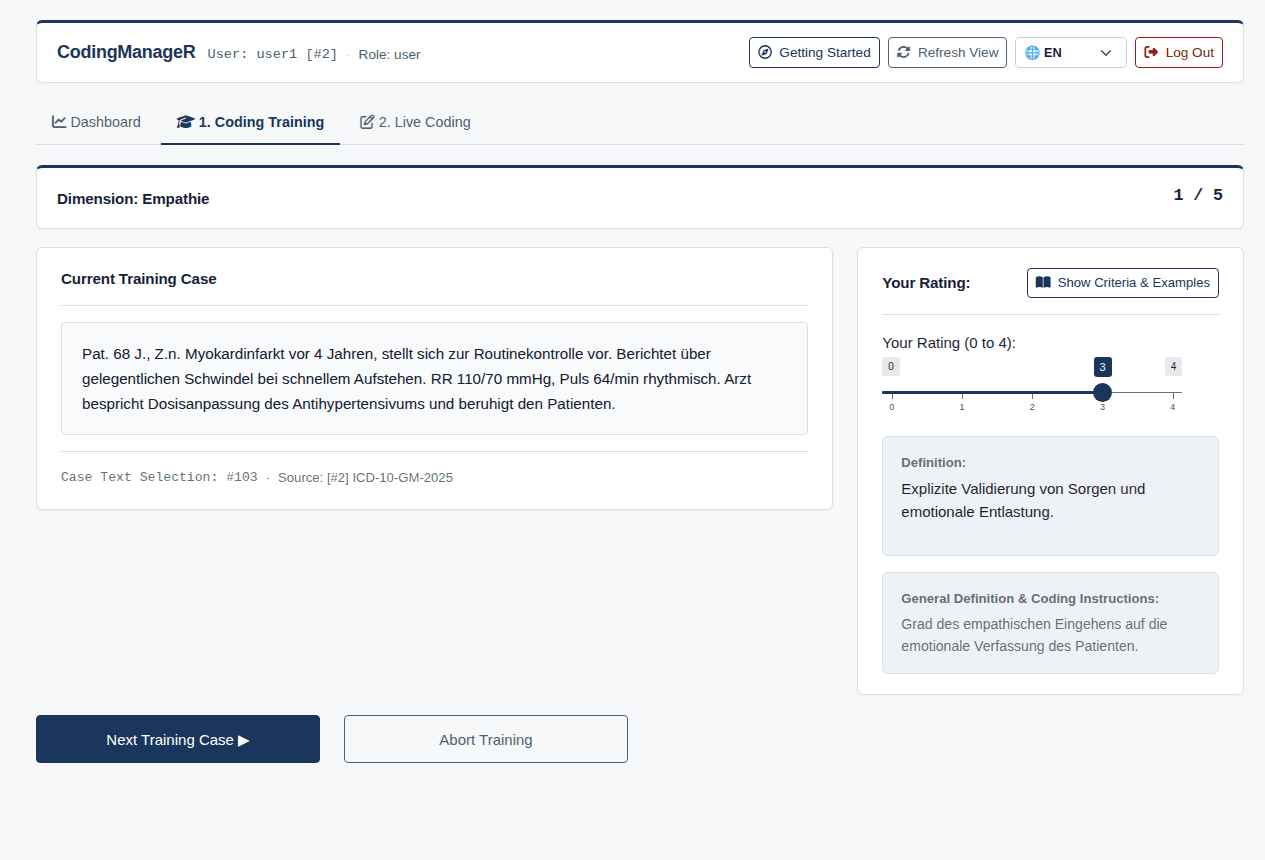 CodingManageR User: user1 [#2] · Role: user
Getting Started
Refresh View
🌐 EN
Log Out
Dashboard
1. Coding Training
2. Live Coding
Dimension: Empathie
1 / 5
Current Training Case
Pat. 68 J., Z.n. Myokardinfarkt vor 4 Jahren, stellt sich zur Routinekontrolle vor. Berichtet über
gelegentlichen Schwindel bei schnellem Aufstehen. RR 110/70 mmHg, Puls 64/min rhythmisch. Arzt
bespricht Dosisanpassung des Antihypertensivums und beruhigt den Patienten.
Case Text Selection: #103 · Source: [#2] ICD-10-GM-2025
Your Rating:
Show Criteria & Examples
Your Rating (0 to 4):
0 3 4
0 1 2 3 4
Definition:
Explizite Validierung von Sorgen und
emotionale Entlastung.
General Definition & Coding Instructions:
Grad des empathischen Eingehens auf die
emotionale Verfassung des Patienten.
Next Training Case ▶
Abort Training